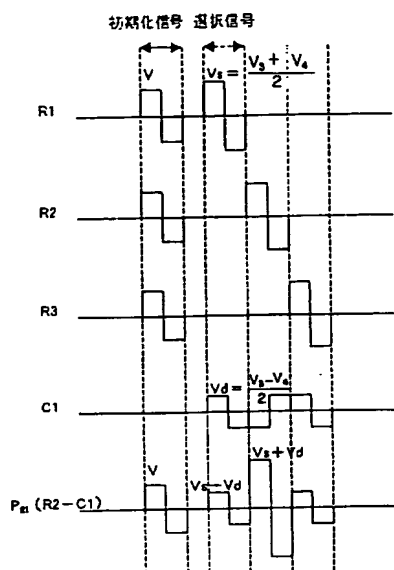 初期化信号 選択信号
V
Vs = V₃ + V₄ / 2
R1
R2
R3
Vd = V₃ - V₄ / 2
C1
V
Vs - Vd
Vs + Vd
P₂₁ (R2-C1)